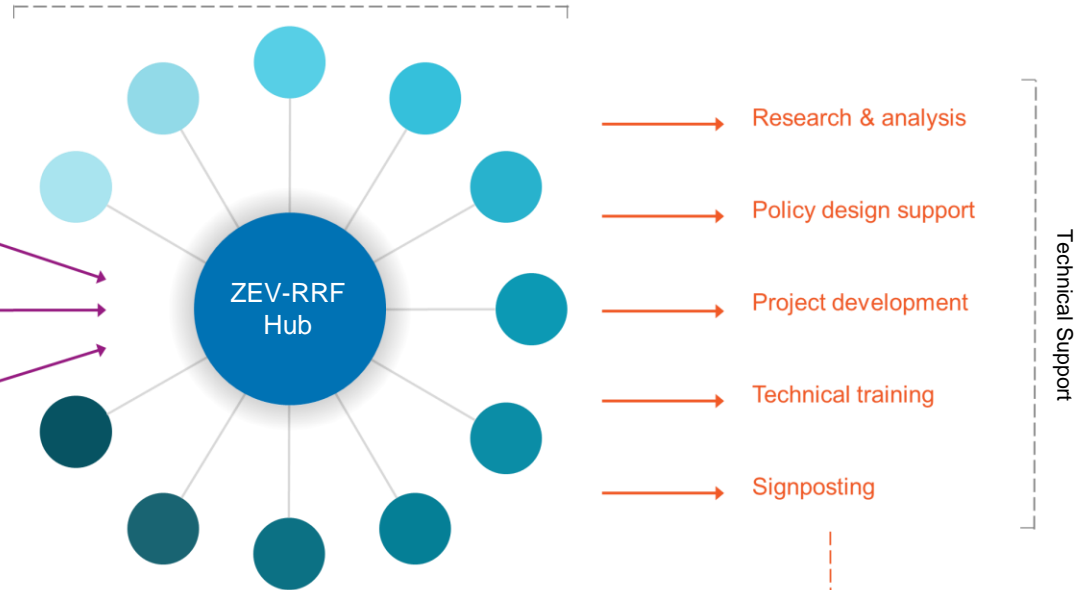 ZEV-RRF
Hub
Research & analysis
Policy design support
Project development
Technical training
Signposting
Technical Support